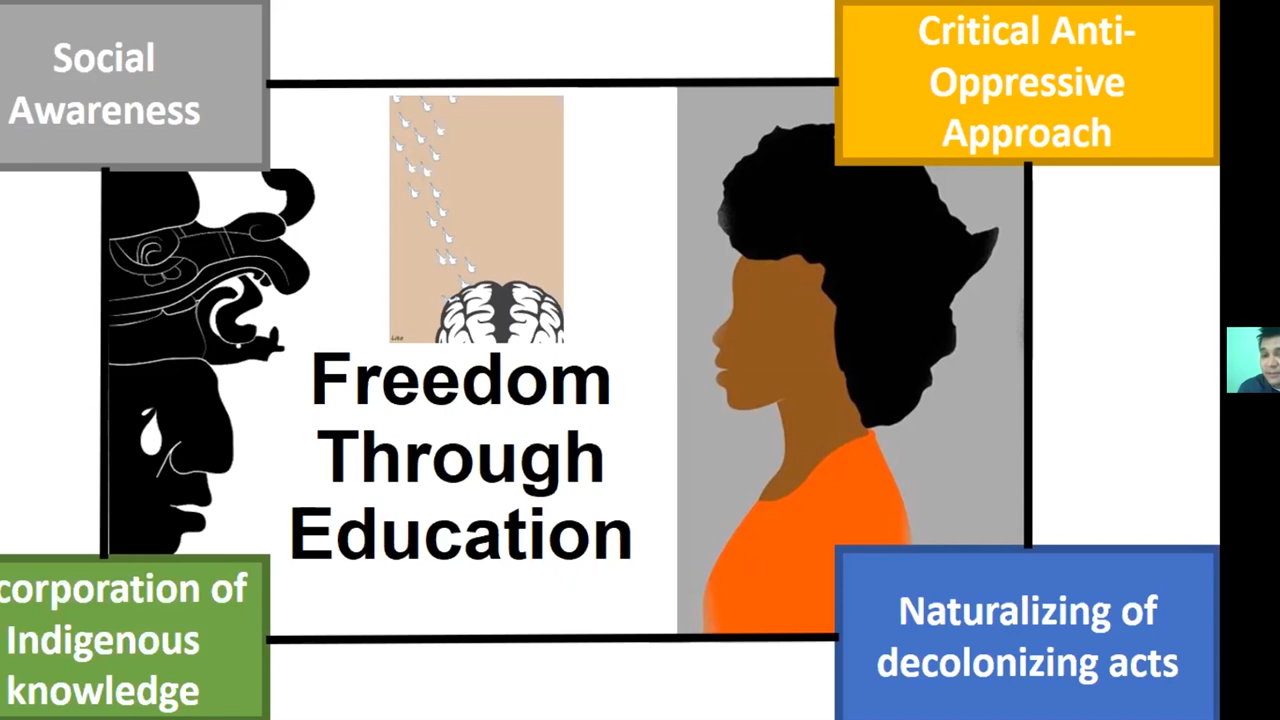 Social
Awareness
Critical Anti-
Oppressive
Approach
Freedom
Through
Education
corporation of
Indigenous
knowledge
Naturalizing of
decolonizing acts